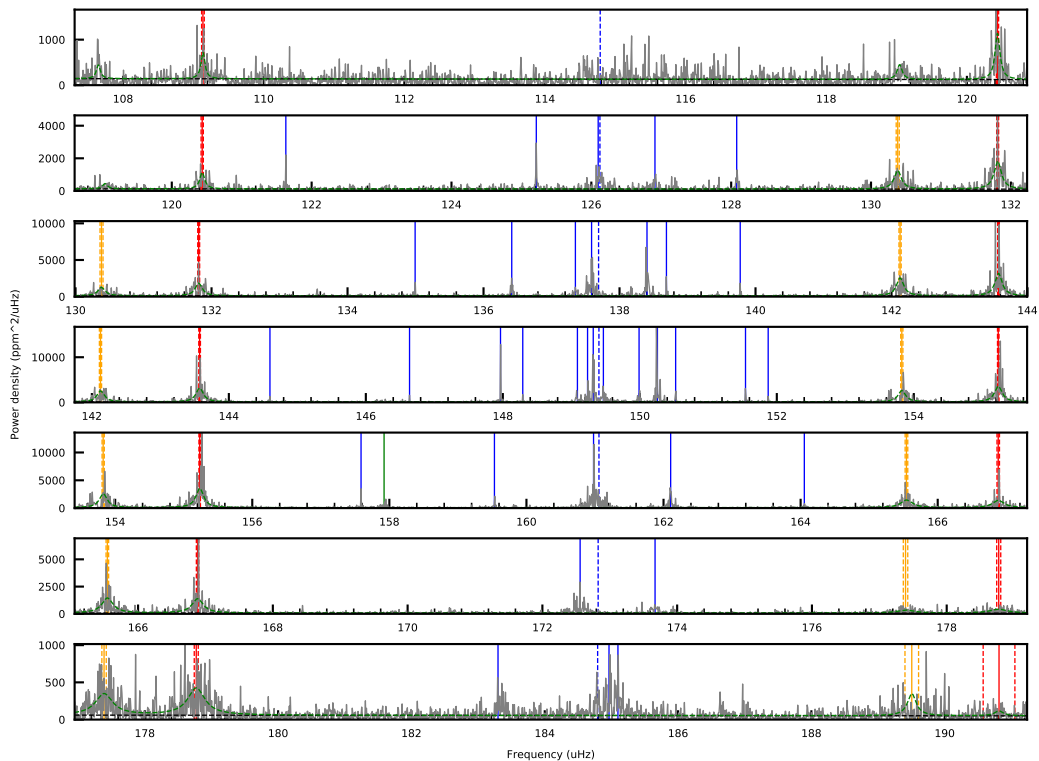 1000
0
108 110 112 114 116 118 120
4000
2000
0
120 122 124 126 128 130 132
10000
5000
0
130 132 134 136 138 140 142 144
Power density (ppm^2/uHz)
10000
0
142 144 146 148 150 152 154
10000
5000
0
154 156 158 160 162 164 166
5000
2500
0
166 168 170 172 174 176 178
1000
500
0
178 180 182 184 186 188 190
Frequency (uHz)